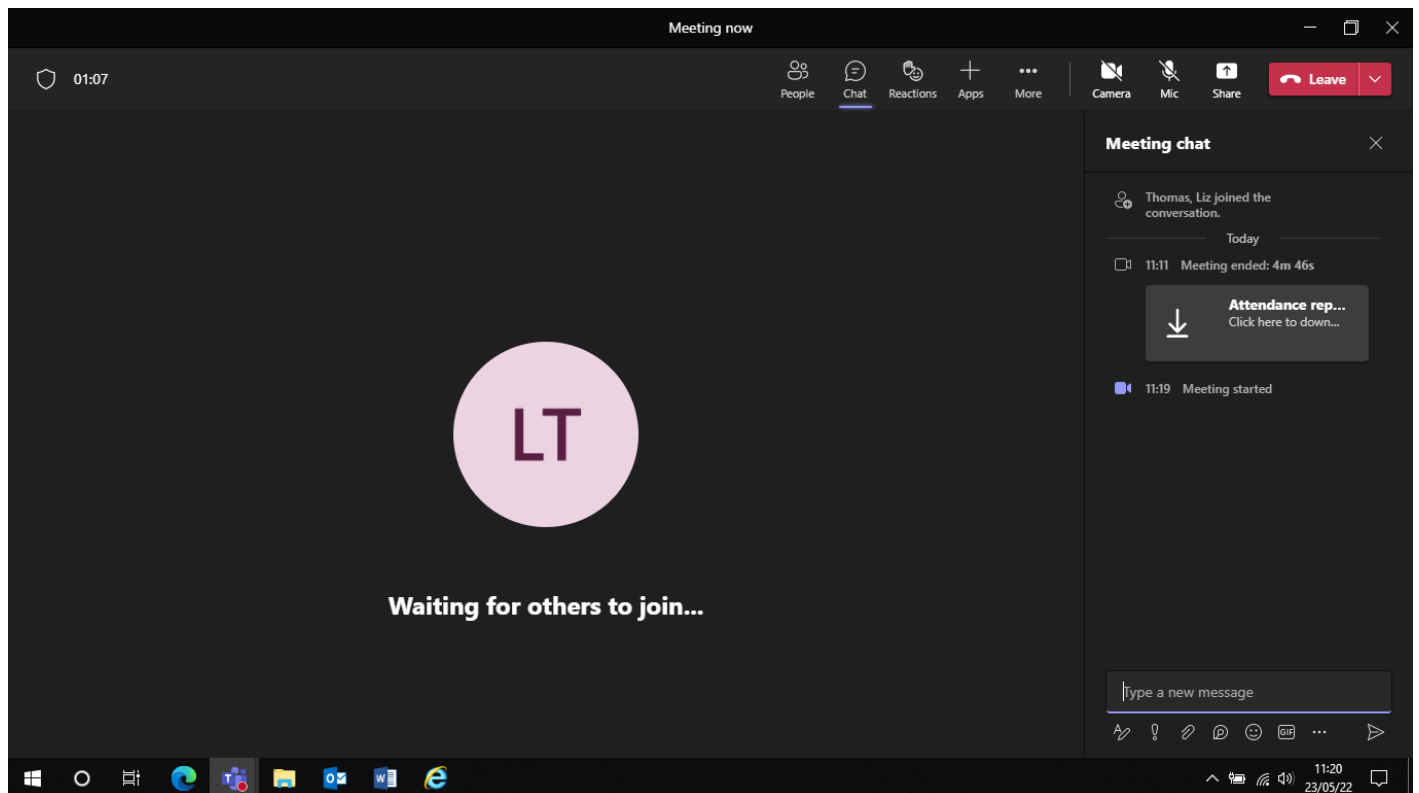 Meeting now
01:07
People
Chat
Reactions
Apps
More
Camera
Mic
Share
Leave
Meeting chat
Thomas, Liz joined the
conversation.
Today
11:11 Meeting ended: 4m 46s
Attendance rep...
Click here to down...
11:19 Meeting started
LT
Waiting for others to join...
Type a new message
GIF
11:20
23/05/22